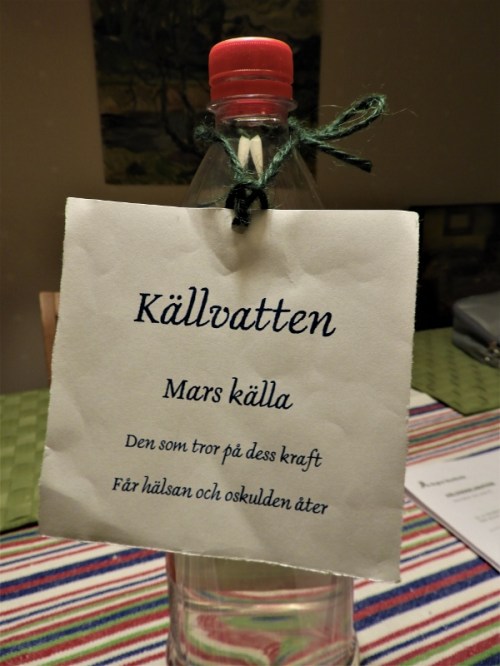 Källvatten
Mars källa
Den som tror på dess kraft
Får hälsan och oskulden åter